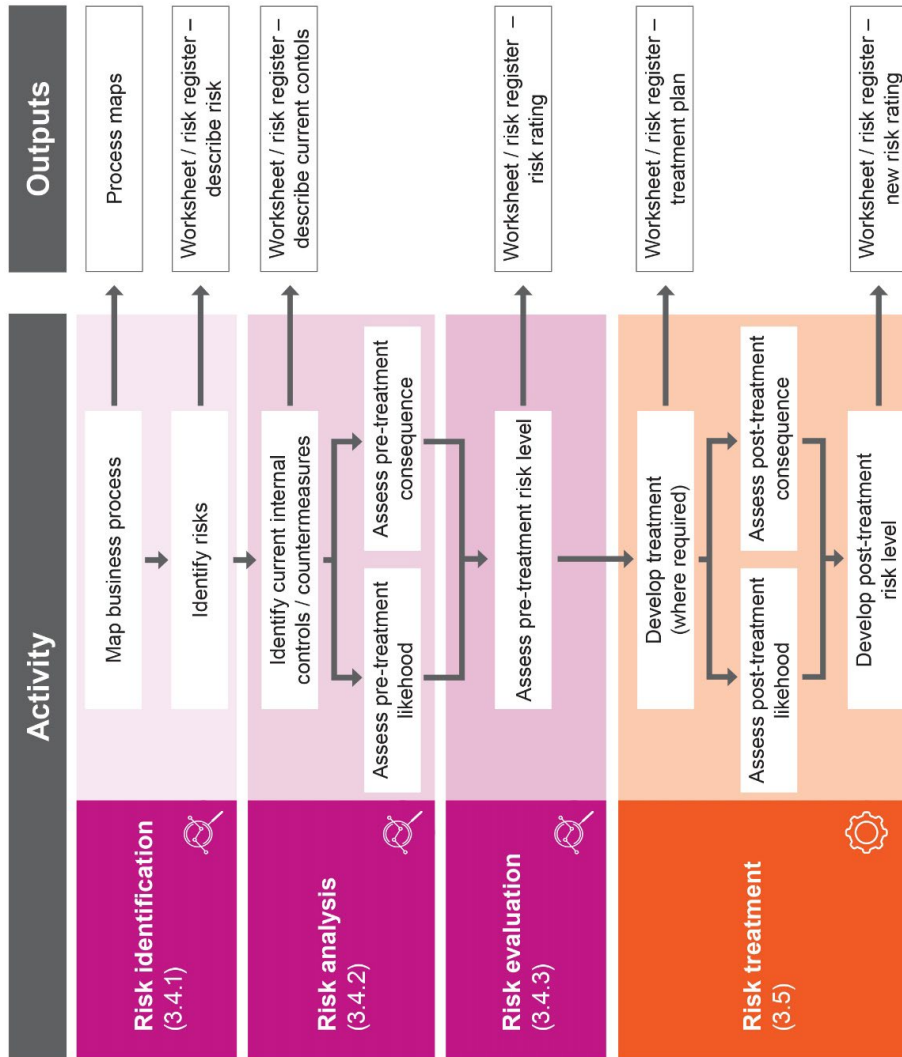 Activity
Outputs
Risk identification
(3.4.1)
Map business process
Process maps
Identify risks
Worksheet / risk register –
describe risk
Risk analysis
(3.4.2)
Identify current internal
controls / countermeasures
Worksheet / risk register –
describe current contols
Assess pre-treatment
likehood
Assess pre-treatment
consequence
Risk evaluation
(3.4.3)
Assess pre-treatment risk level
Worksheet / risk register –
risk rating
Risk treatment
(3.5)
Develop treatment
(where required)
Worksheet / risk register –
treatment plan
Assess post-treatment
likehood
Assess post-treatment
consequence
Develop post-treatment
risk level
Worksheet / risk register –
new risk rating